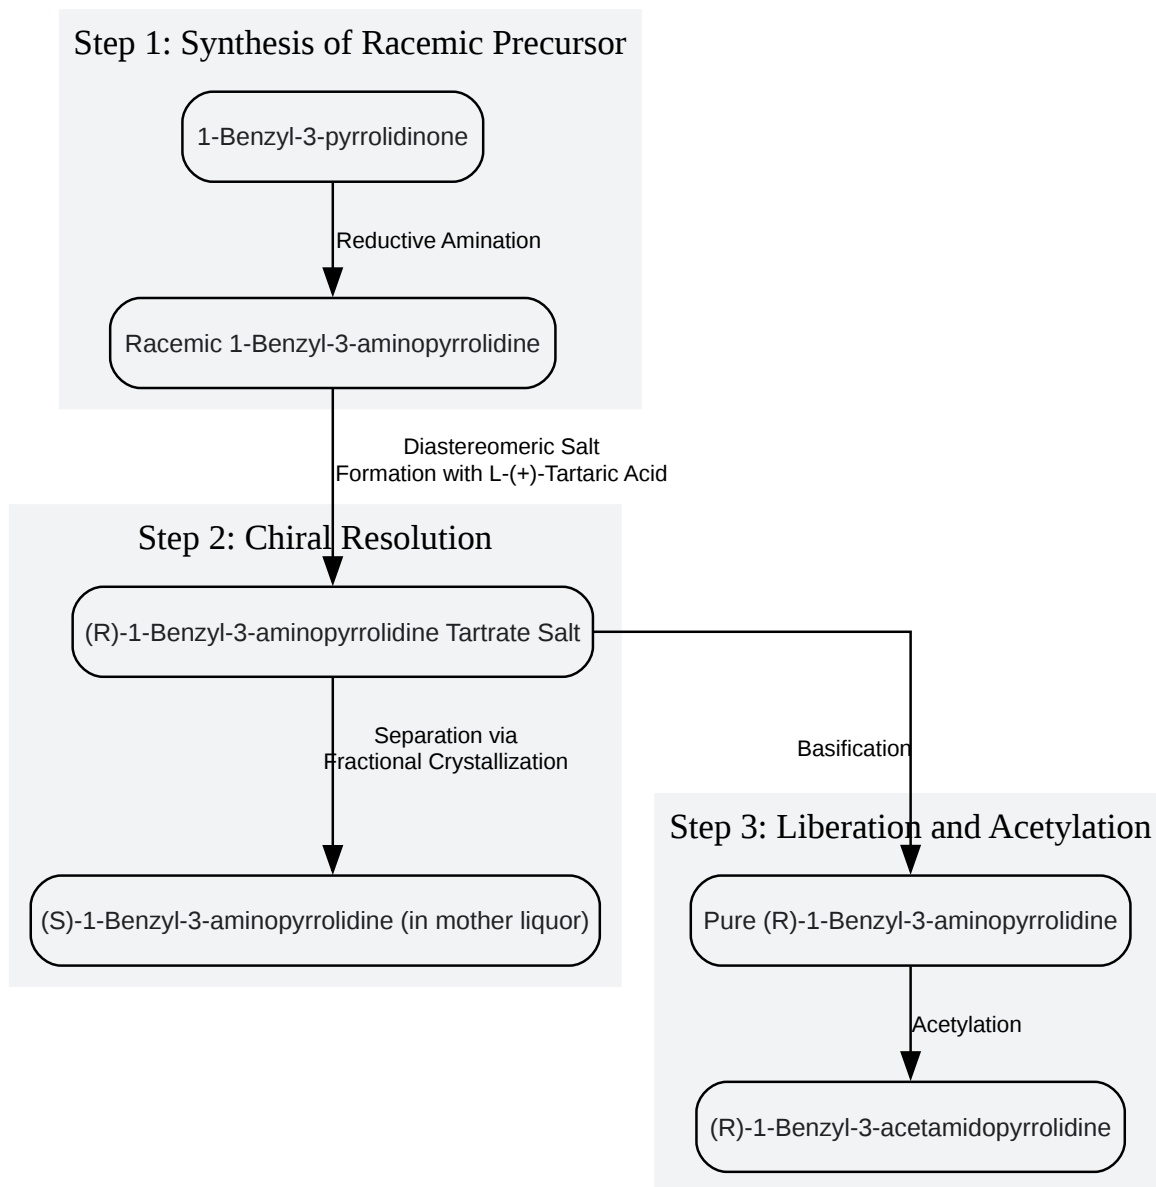 Step 1: Synthesis of Racemic Precursor
1-Benzyl-3-pyrrolidinone
Reductive Amination
Racemic 1-Benzyl-3-aminopyrrolidine
Diastereomeric Salt
Formation with L-(+)-Tartaric Acid
Step 2: Chiral Resolution
(R)-1-Benzyl-3-aminopyrrolidine Tartrate Salt
Separation via
Fractional Crystallization
(S)-1-Benzyl-3-aminopyrrolidine (in mother liquor)
Basification
Step 3: Liberation and Acetylation
Pure (R)-1-Benzyl-3-aminopyrrolidine
Acetylation
(R)-1-Benzyl-3-acetamidopyrrolidine